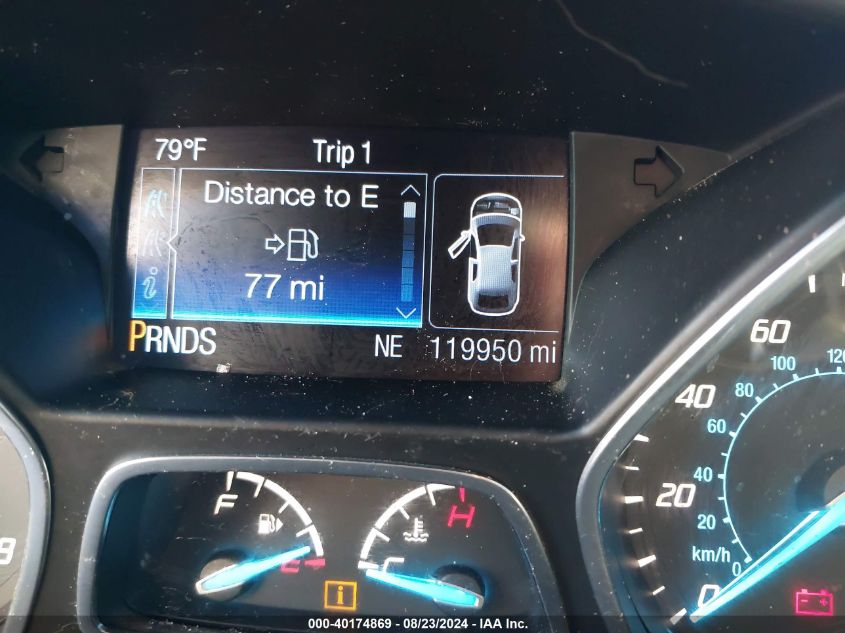 79°F Trip 1
Distance to E
77 mi
i
PRNDS NE 119950 mi
60
100 120
40 80
60
F H 40
20
20
km/h
E C 0
0
i
- +
000-40174869 - 08/23/2024 - IAA Inc.